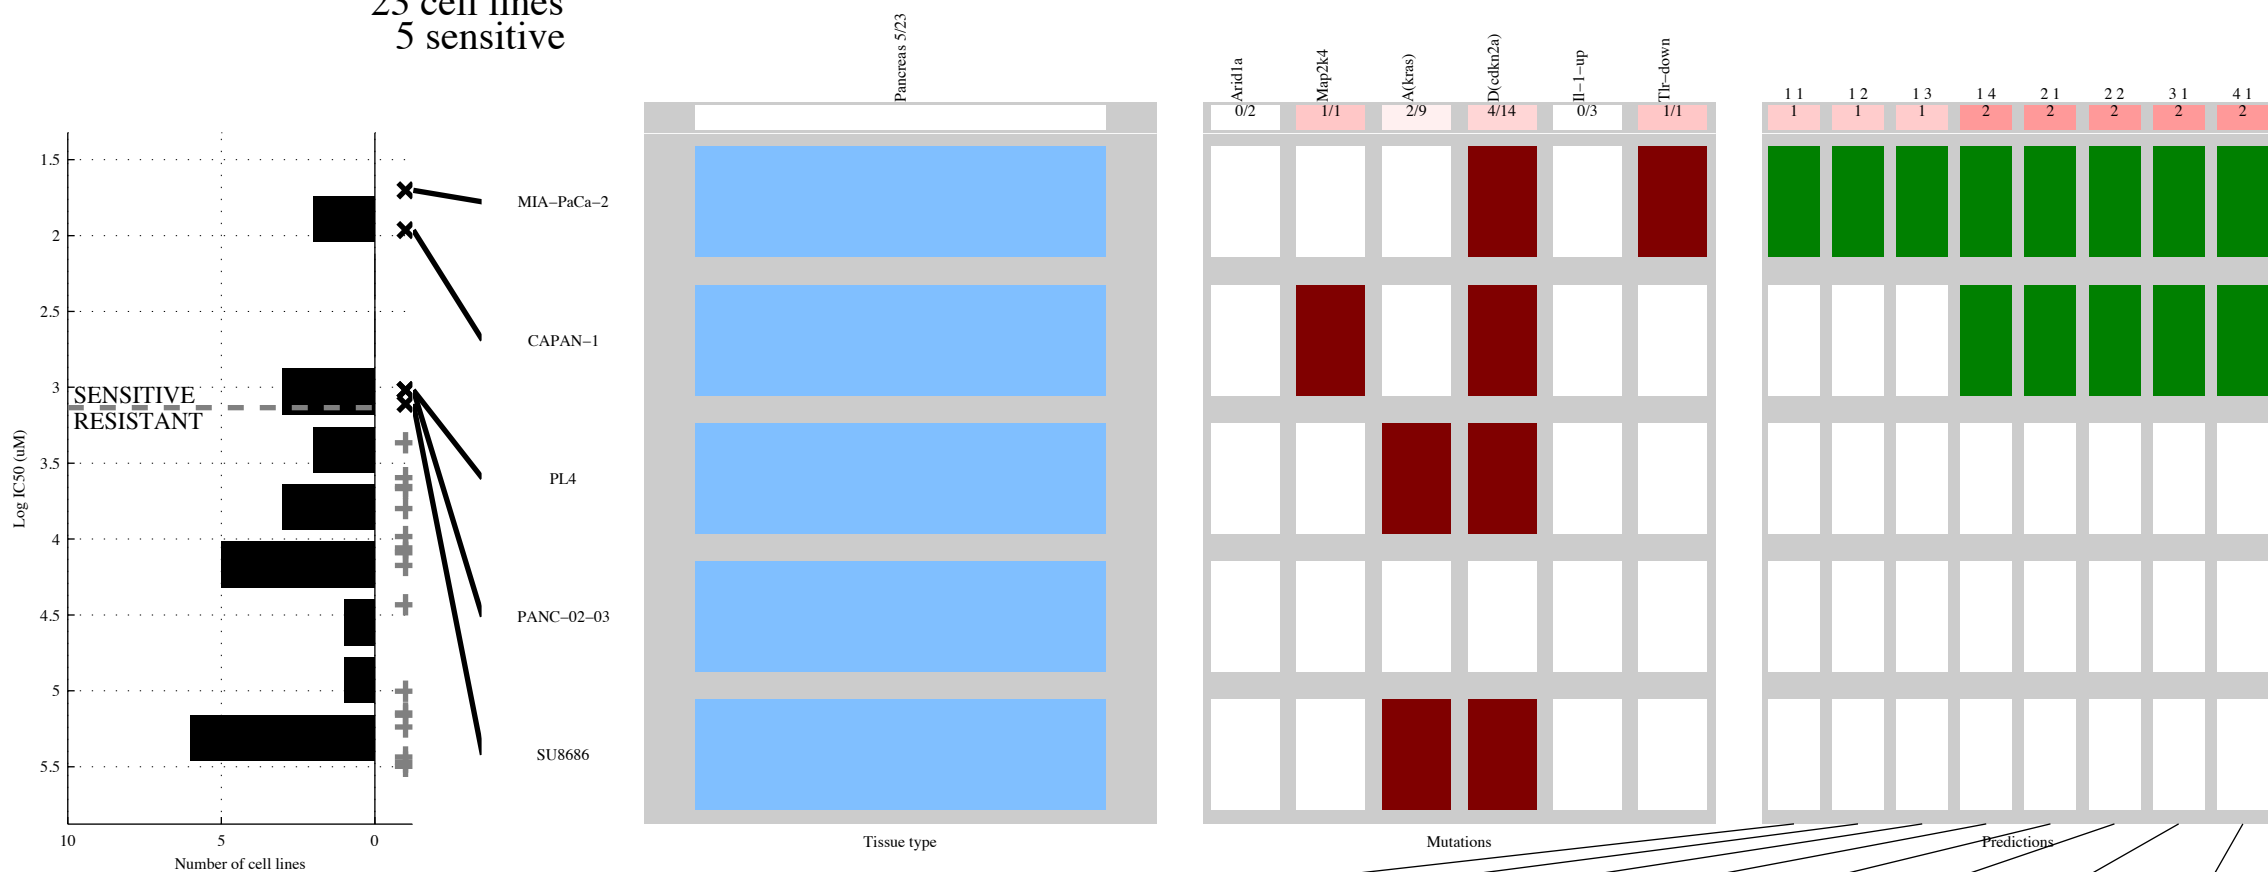 23 cell lines
5 sensitive
Pancreas 5/23
Arid1a
Map2k4
A(kras)
D(cdkn2a)
Il−1−up
Tlr−down
0/2
1/1
2/9
4/14
0/3
1/1
1 1
1 2
1 3
1 4
2 1
2 2
3 1
4 1
1
1
1
2
2
2
2
2
1.5
2
2.5
3
3.5
4
4.5
5
5.5
Log IC50 (uM)
SENSITIVE
RESISTANT
10
5
0
Number of cell lines
MIA−PaCa−2
CAPAN−1
PL4
PANC−02−03
SU8686
Tissue type
Mutations
Predictions